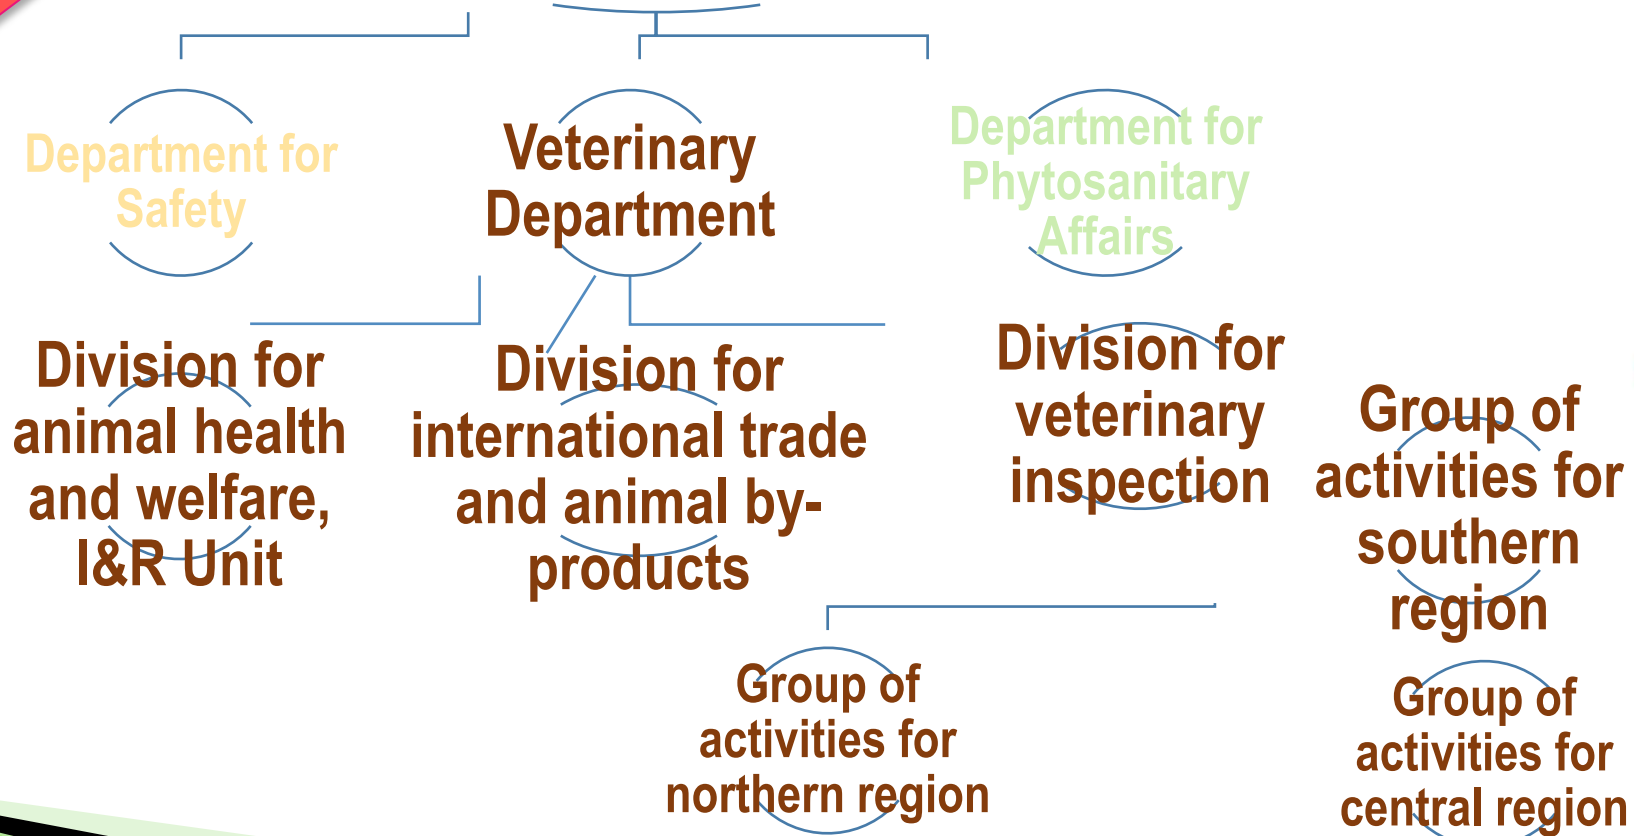 Department for
Safety
Veterinary
Department
Department for
Phytosanitary
Affairs
Division for
animal health
and welfare,
I&R Unit
Division for
international trade
and animal by-
products
Division for
veterinary
inspection
Group of
activities for
southern
region
Group of
activities for
northern region
Group of
activities for
central region